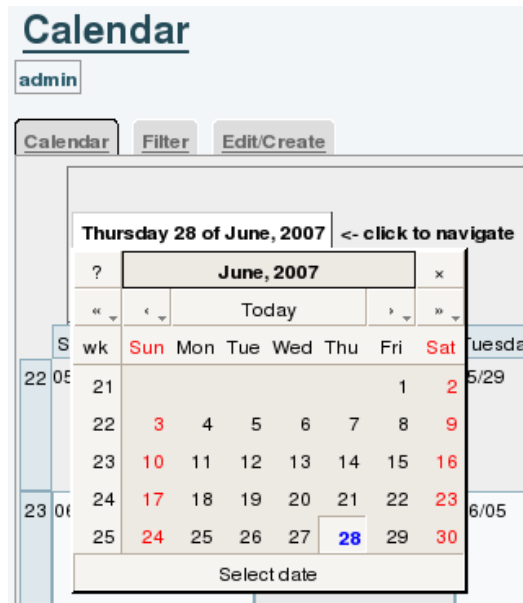 Calendar
admin
Calendar Filter Edit/Create
Thursday 28 of June, 2007 <- click to navigate
? June, 2007 ×
« ‹ Today › »
wk Sun Mon Tue Wed Thu Fri Sat
21 1 2
22 3 4 5 6 7 8 9
23 10 11 12 13 14 15 16
24 17 18 19 20 21 22 23
25 24 25 26 27 28 29 30
Select date
S
22 05
5/29
23 06
6/05